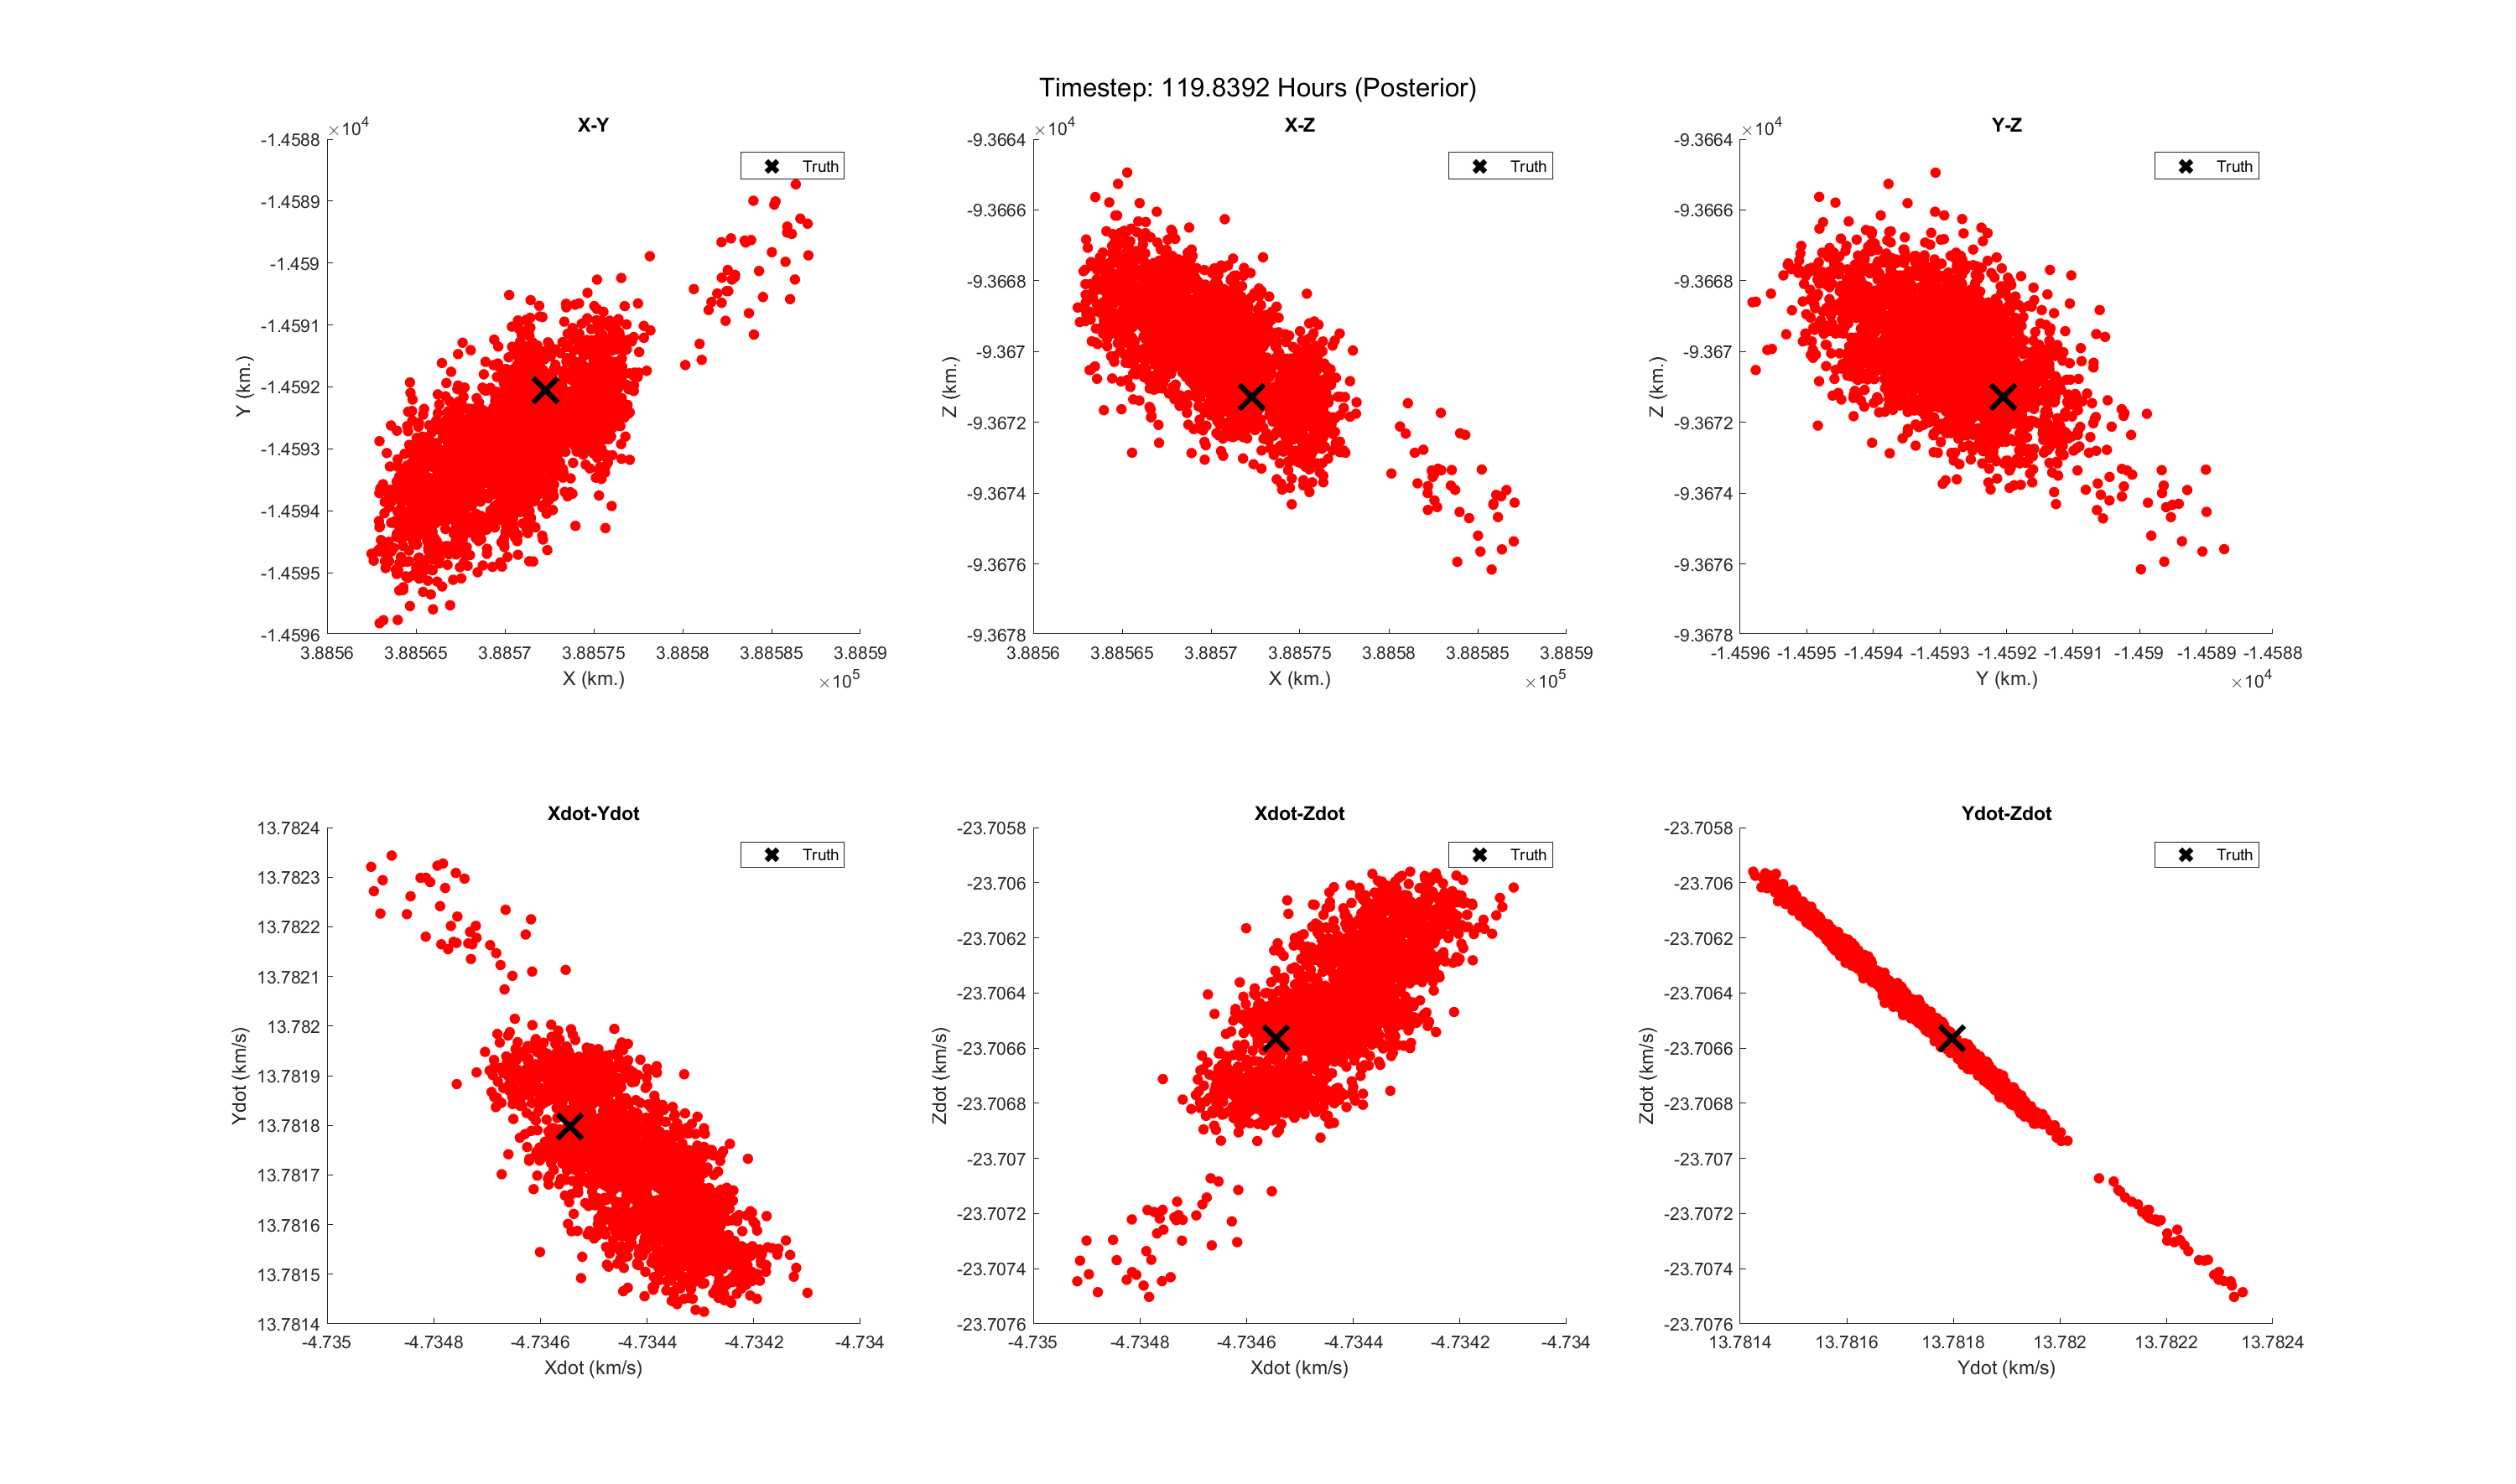 Timestep: 119.8392 Hours (Posterior)
X-Y
×10^4
-1.4588
-1.4589
-1.459
-1.4591
-1.4592
-1.4593
-1.4594
-1.4595
-1.4596
Y (km.)
Truth
3.8856 3.88565 3.8857 3.88575 3.8858 3.88585 3.8859
X (km.)
×10^5
X-Z
×10^4
-9.3664
-9.3666
-9.3668
-9.367
-9.3672
-9.3674
-9.3676
-9.3678
Z (km.)
Truth
3.8856 3.88565 3.8857 3.88575 3.8858 3.88585 3.8859
X (km.)
×10^5
Y-Z
×10^4
-9.3664
-9.3666
-9.3668
-9.367
-9.3672
-9.3674
-9.3676
-9.3678
Z (km.)
Truth
-1.4596 -1.4595 -1.4594 -1.4593 -1.4592 -1.4591 -1.459 -1.4589 -1.4588
Y (km.)
×10^4
Xdot-Ydot
13.7824
13.7823
13.7822
13.7821
13.782
13.7819
13.7818
13.7817
13.7816
13.7815
13.7814
Ydot (km/s)
Truth
-4.735 -4.7348 -4.7346 -4.7344 -4.7342 -4.734
Xdot (km/s)
Xdot-Zdot
-23.7058
-23.706
-23.7062
-23.7064
-23.7066
-23.7068
-23.707
-23.7072
-23.7074
-23.7076
Zdot (km/s)
Truth
-4.735 -4.7348 -4.7346 -4.7344 -4.7342 -4.734
Xdot (km/s)
Ydot-Zdot
-23.7058
-23.706
-23.7062
-23.7064
-23.7066
-23.7068
-23.707
-23.7072
-23.7074
-23.7076
Zdot (km/s)
Truth
13.7814 13.7816 13.7818 13.782 13.7822 13.7824
Ydot (km/s)